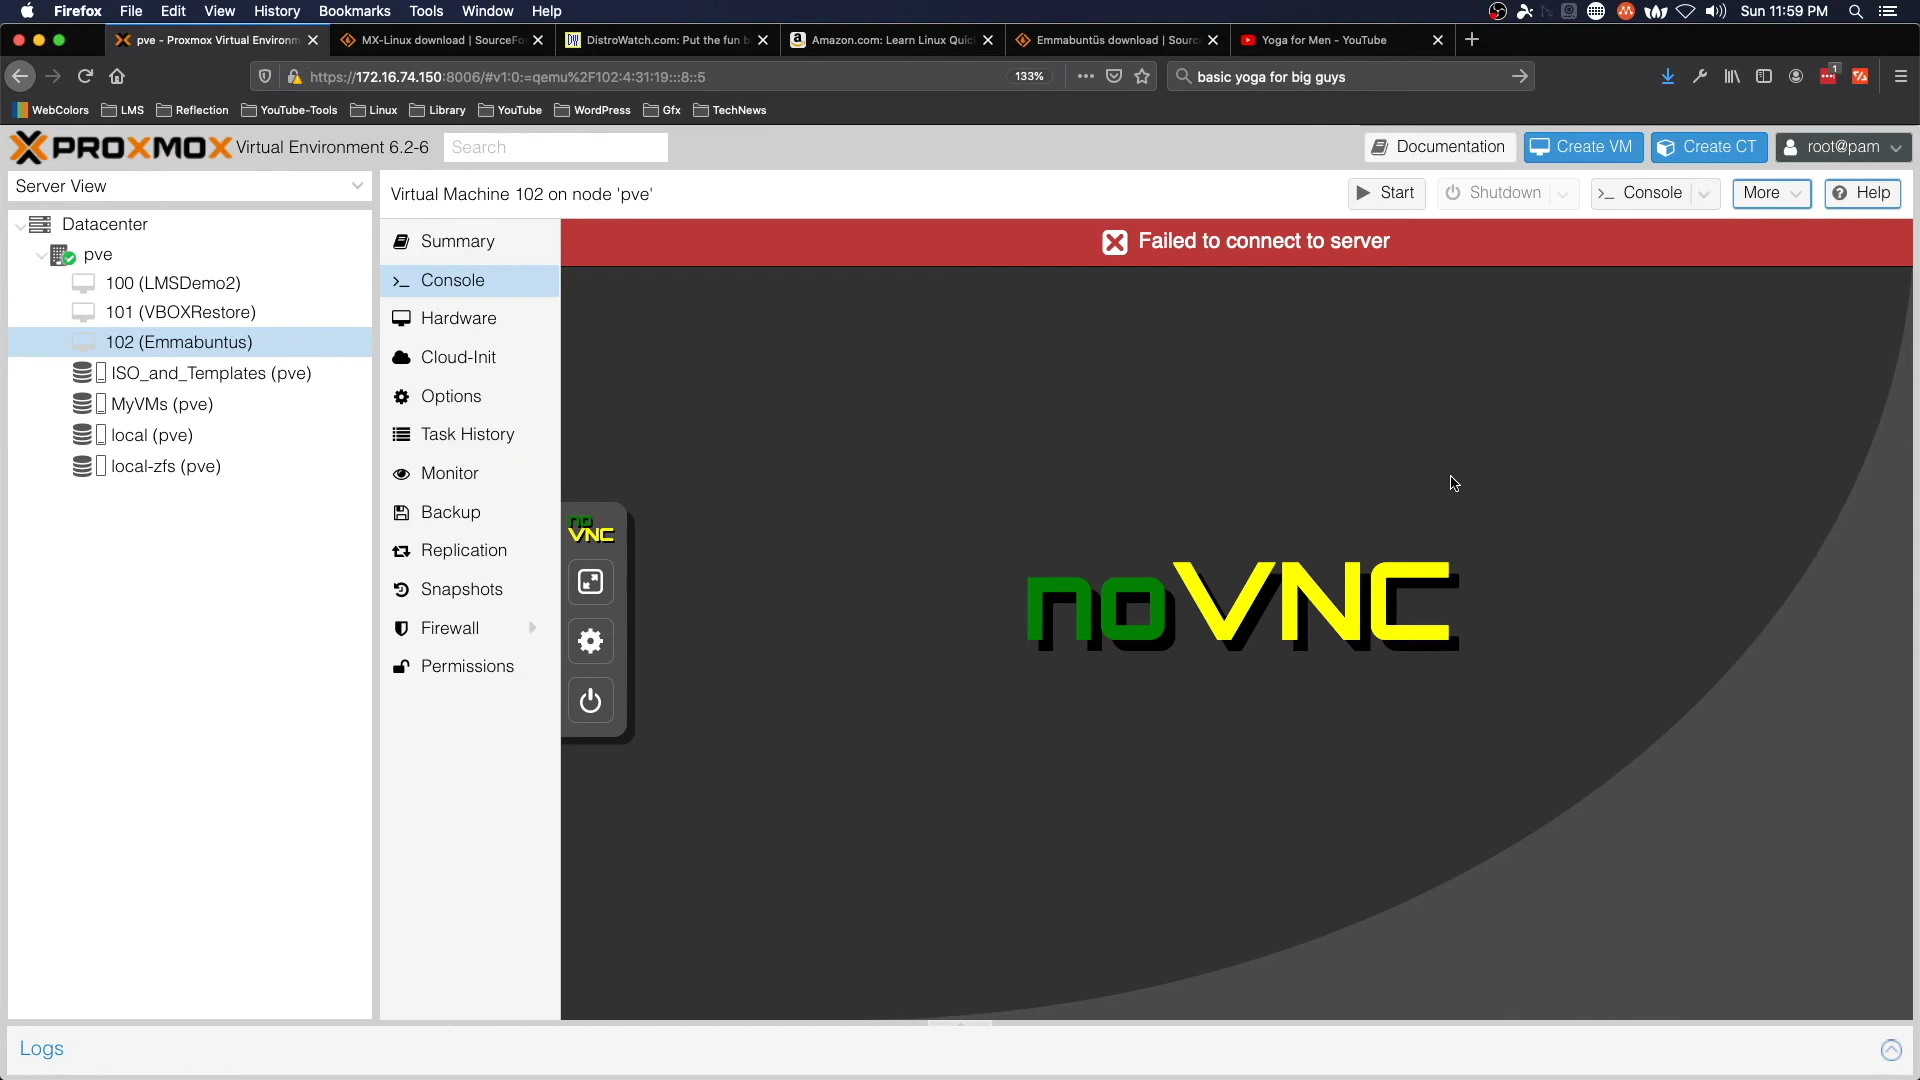 Firefox File Edit View History Bookmarks Tools Window Help Sun 11:59 PM
pve - Proxmox Virtual Environm MX-Linux download | SourceFo DistroWatch.com: Put the fun b Amazon.com: Learn Linux Quic Emmabuntüs download | Sourc Yoga for Men - YouTube
https://172.16.74.150:8006/#v1:0:=qemu%2F102:4:31:19:::8::5 133% basic yoga for big guys 1
WebColors LMS Reflection YouTube-Tools Linux Library YouTube WordPress Gfx TechNews
PROXMOX Virtual Environment 6.2-6 Search Documentation Create VM Create CT root@pam
Server View
Virtual Machine 102 on node 'pve' Start Shutdown Console More Help
Datacenter
pve
100 (LMSDemo2)
101 (VBOXRestore)
102 (Emmabuntus)
ISO_and_Templates (pve)
MyVMs (pve)
local (pve)
local-zfs (pve)
Summary
Console
Hardware
Cloud-Init
Options
Task History
Monitor
Backup
Replication
Snapshots
Firewall
Permissions
Failed to connect to server
no
VNC
noVNC
Logs